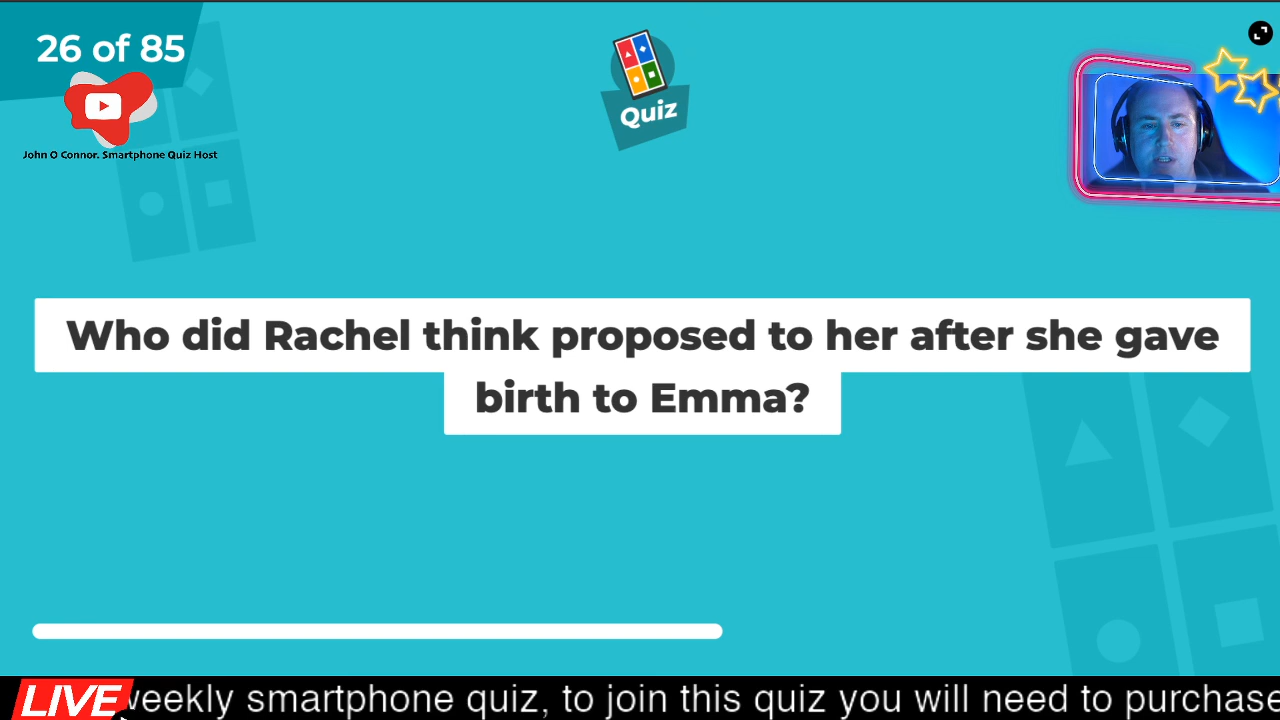 26 of 85
John O Connor. Smartphone Quiz Host
Quiz
Who did Rachel think proposed to her after she gave
birth to Emma?
LIVE
weekly smartphone quiz, to join this quiz you will need to purchase